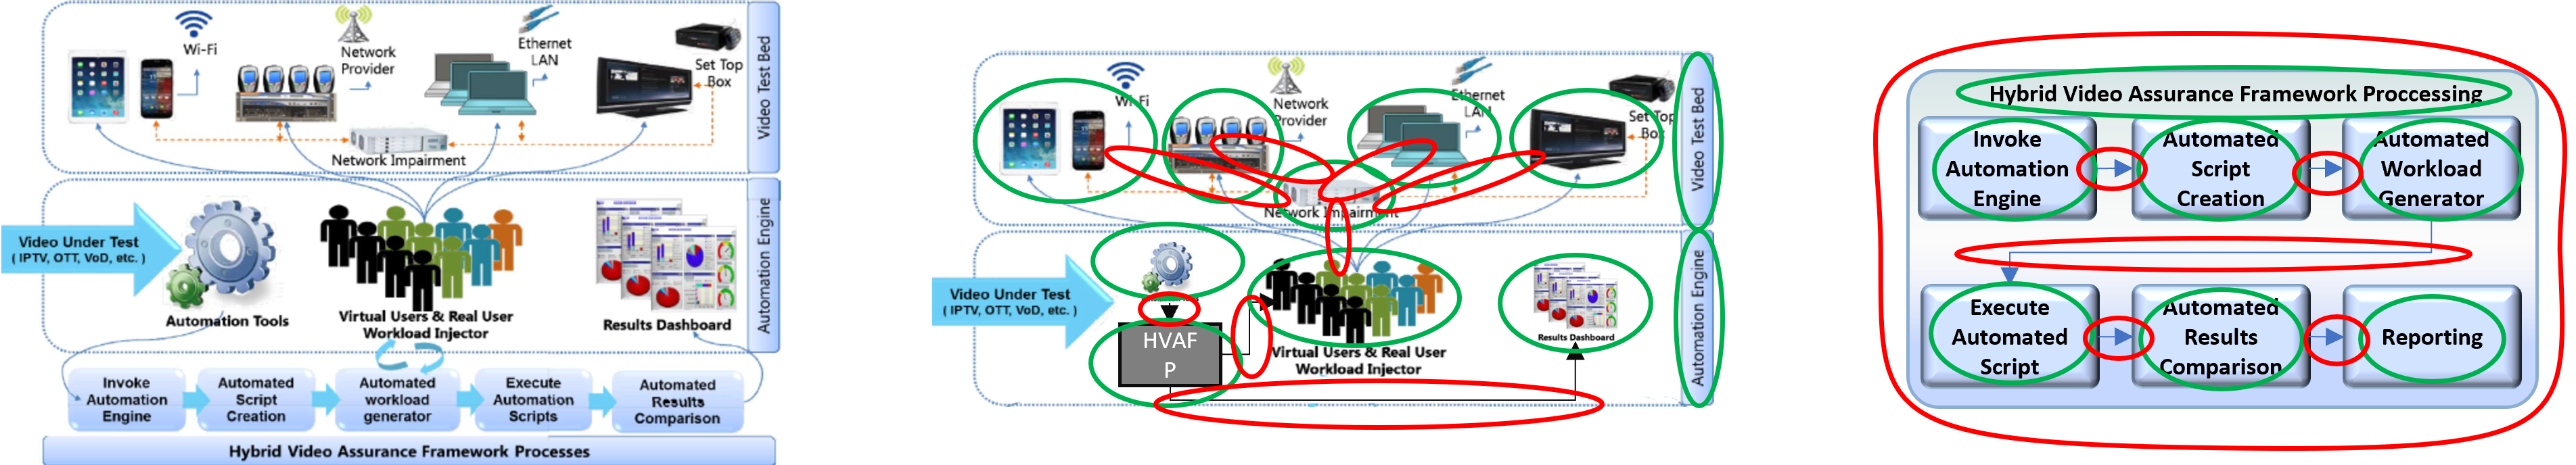 Wi-Fi
Network
Provider
Ethernet
LAN
Set Top
Box
Network Impairment
Video Test Bed
Video Under Test
( IPTV, OTT, VoD, etc. )
Automation Tools
Virtual Users & Real User
Workload Injector
Results Dashboard
Automation Engine
Invoke
Automation
Engine
Automated
Script
Creation
Automated
workload
generator
Execute
Automation
Scripts
Automated
Results
Comparison
Hybrid Video Assurance Framework Processes
Wi-Fi
Network
Provider
Ethernet
LAN
Set Top
Box
Network Impairment
Video Test Bed
Video Under Test
( IPTV, OTT, VoD, etc. )
HVAF
P
Virtual Users & Real User
Workload Injector
Results Dashboard
Automation Engine
Hybrid Video Assurance Framework Proccessing
Invoke
Automation
Engine
Automated
Script
Creation
Automated
Workload
Generator
Execute
Automated
Script
Automated
Results
Comparison
Reporting